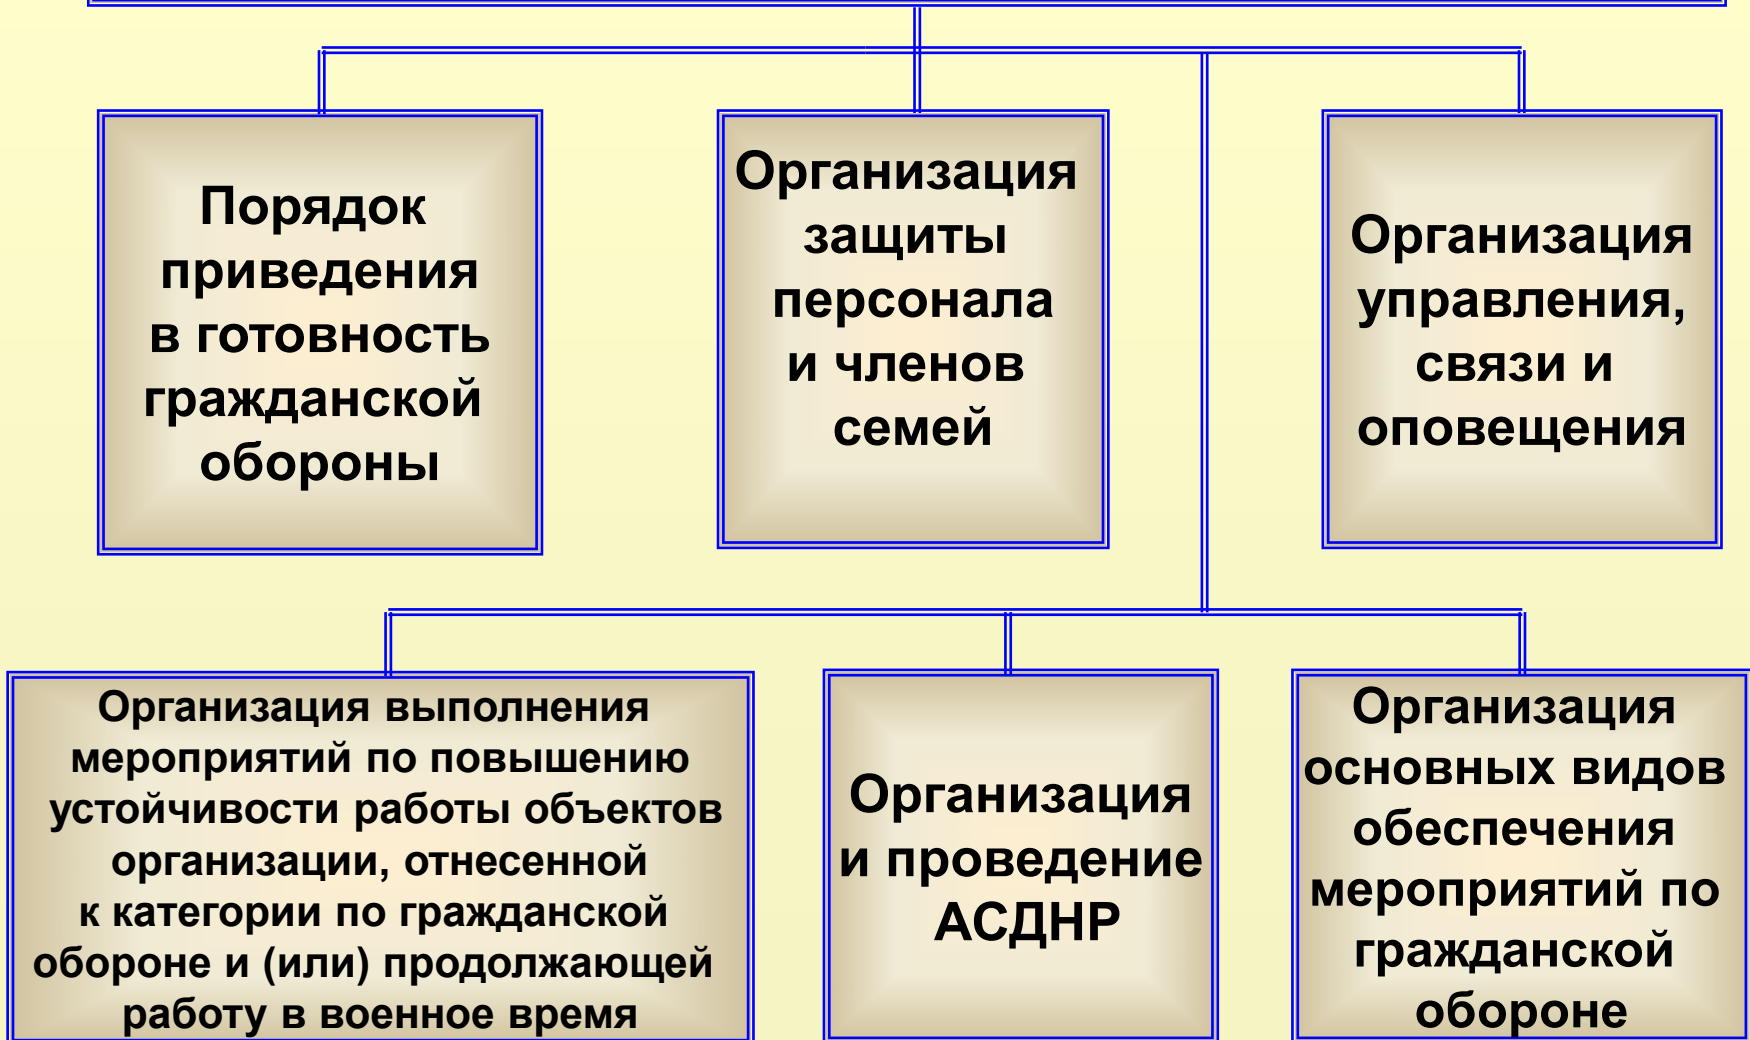 Порядок
приведения
в готовность
гражданской
обороны
Организация
защиты
персонала
и членов
семей
Организация
управления,
связи и
оповещения
Организация выполнения
мероприятий по повышению
устойчивости работы объектов
организации, отнесенной
к категории по гражданской
обороне и (или) продолжающей
работу в военное время
Организация
и проведение
АСДНР
Организация
основных видов
обеспечения
мероприятий по
гражданской
обороне